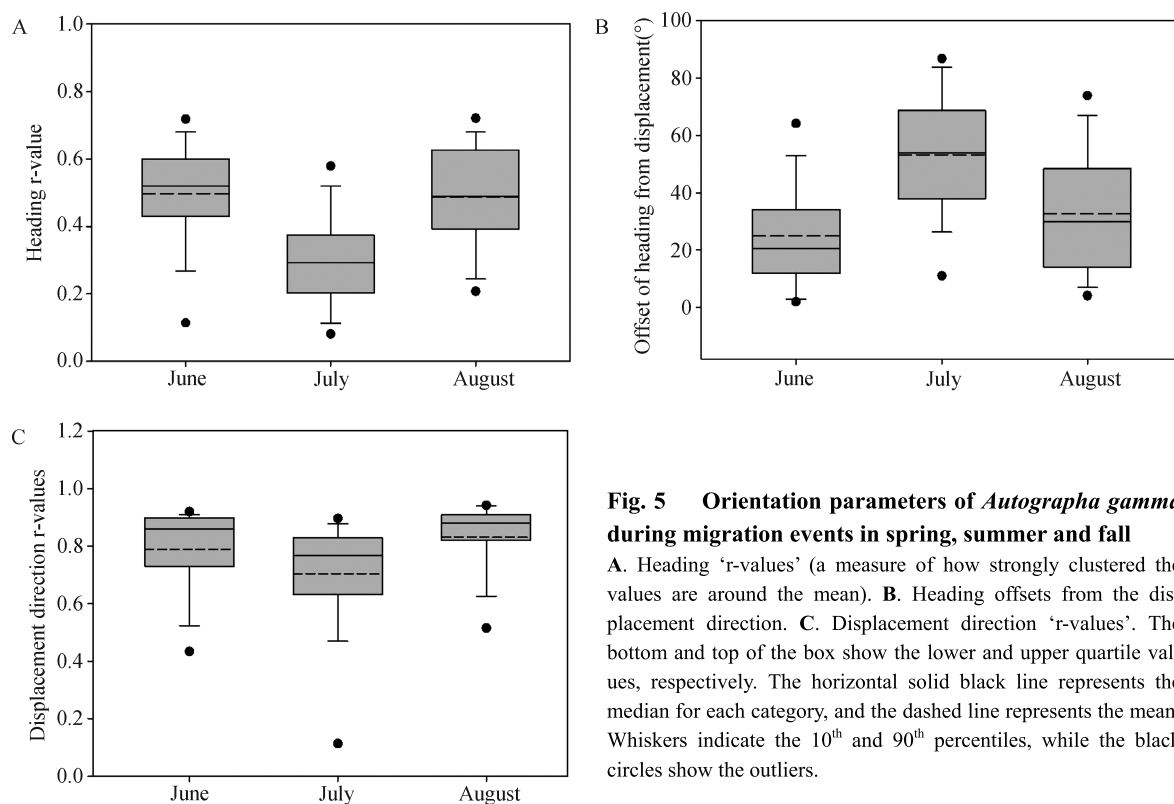 A
1.0
0.8
0.6
0.4
0.2
0.0
Heading r-value
June July August
B
100
80
60
40
20
0
Offset of heading from displacement(°)
June July August
C
1.2
1.0
0.8
0.6
0.4
0.2
0.0
Displacement direction r-values
June July August
Fig. 5 Orientation parameters of Autographa gamma
during migration events in spring, summer and fall
A. Heading ‘r-values’ (a measure of how strongly clustered the
values are around the mean). B. Heading offsets from the dis
placement direction. C. Displacement direction ‘r-values’. The
bottom and top of the box show the lower and upper quartile val
ues, respectively. The horizontal solid black line represents the
median for each category, and the dashed line represents the mean
Whiskers indicate the 10th and 90th percentiles, while the black
circles show the outliers.